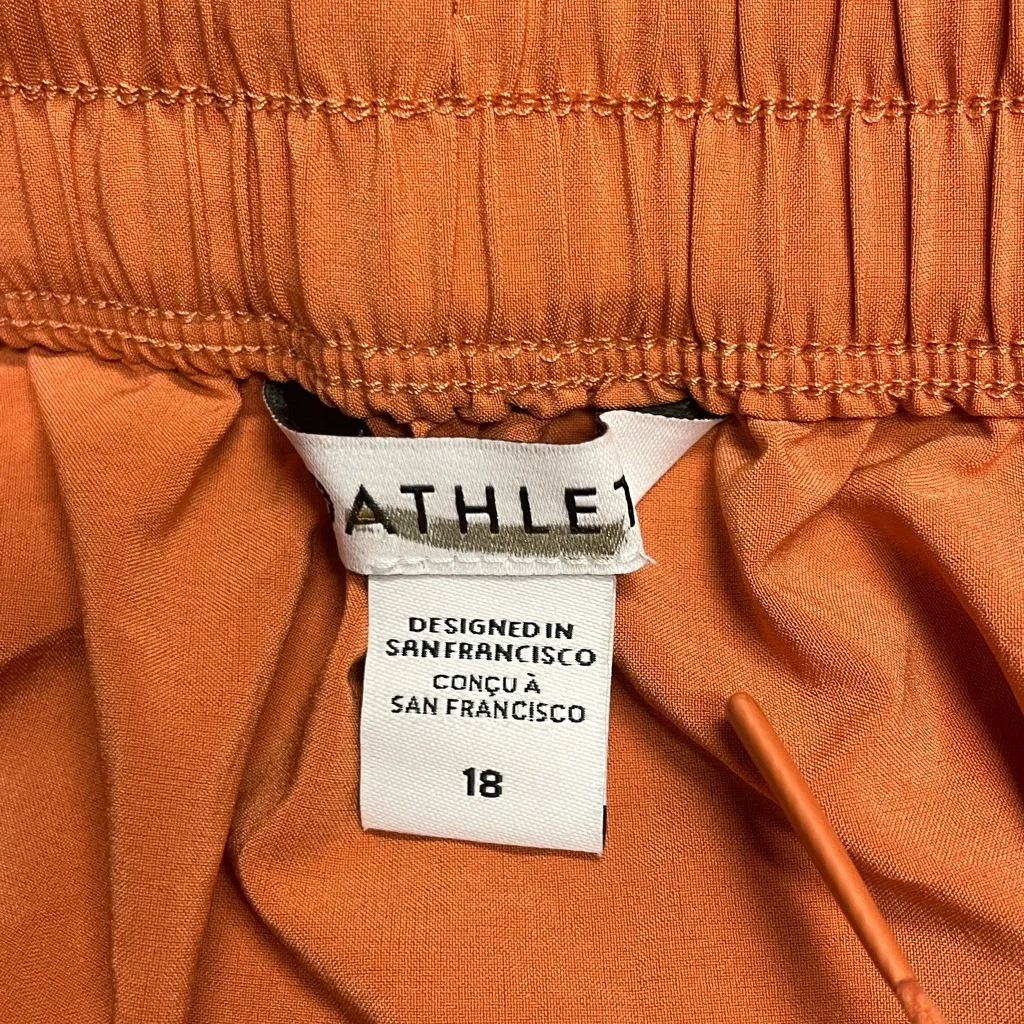 ATHLET
DESIGNED IN
SAN FRANCISCO
CONÇU À
SAN FRANCISCO
18